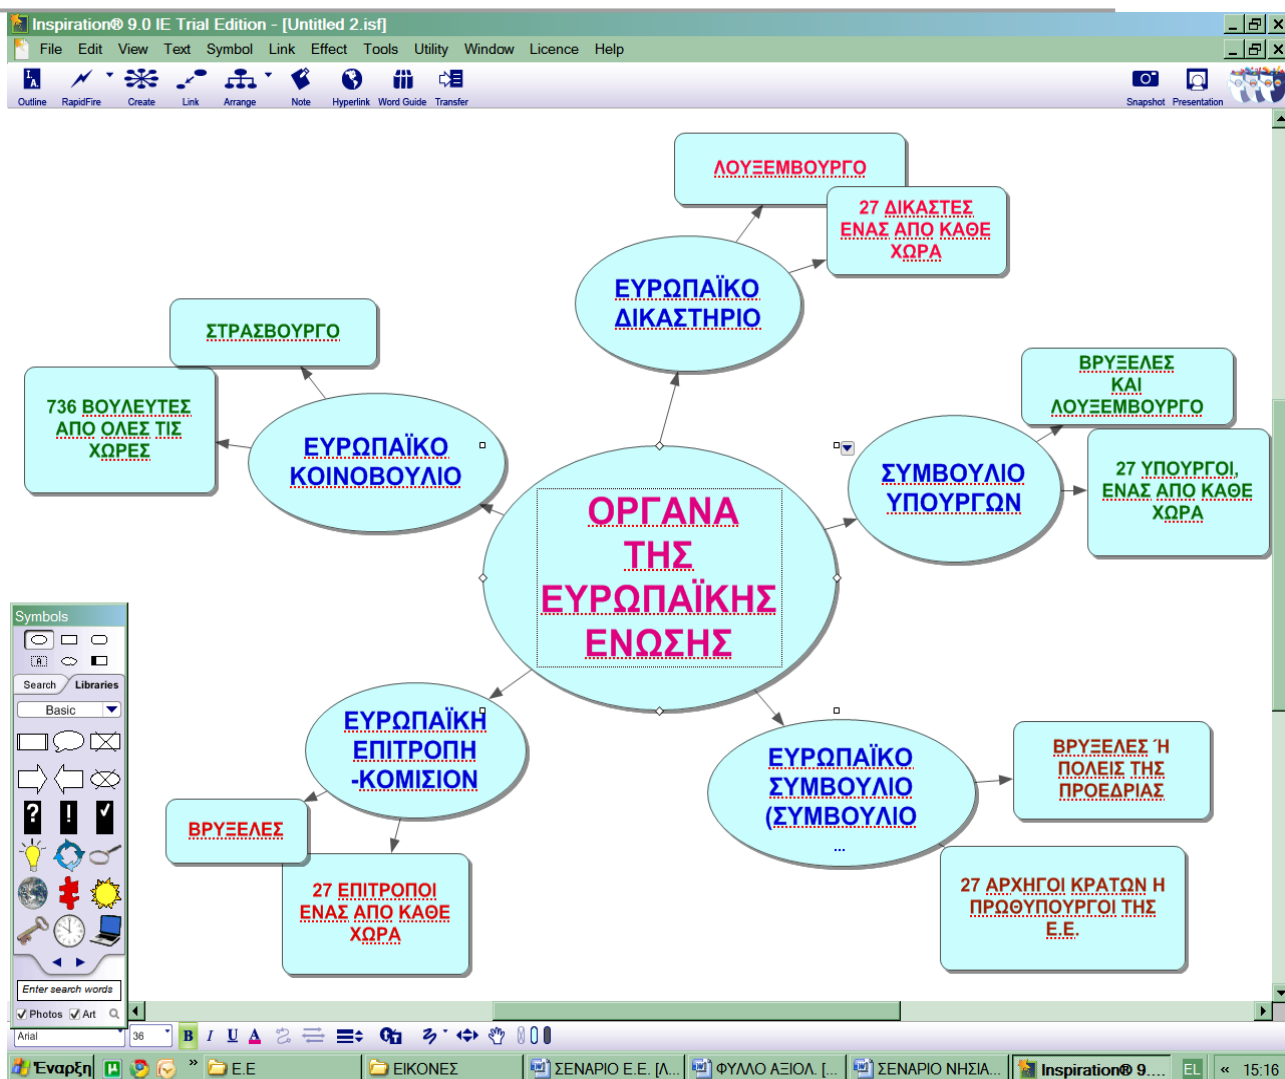 Inspiration® 9.0 IE Trial Edition - [Untitled 2.isf]
File Edit View Text Symbol Link Effect Tools Utility Window Licence Help
Outline RapidFire Create Link Arrange Note Hyperlink Word Guide Transfer Snapshot Presentation
ΛΟΥΞΕΜΒΟΥΡΓΟ
27 ΔΙΚΑΣΤΕΣ
ΕΝΑΣ ΑΠΟ ΚΑΘΕ
ΧΩΡΑ
ΕΥΡΩΠΑΪΚΟ
ΔΙΚΑΣΤΗΡΙΟ
ΣΤΡΑΣΒΟΥΡΓΟ
736 ΒΟΥΛΕΥΤΕΣ
ΑΠΟ ΟΛΕΣ ΤΙΣ
ΧΩΡΕΣ
ΕΥΡΩΠΑΪΚΟ
ΚΟΙΝΟΒΟΥΛΙΟ
ΒΡΥΞΕΛΕΣ
ΚΑΙ
ΛΟΥΞΕΜΒΟΥΡΓΟ
ΣΥΜΒΟΥΛΙΟ
ΥΠΟΥΡΓΩΝ
27 ΥΠΟΥΡΓΟΙ,
ΕΝΑΣ ΑΠΟ ΚΑΘΕ
ΧΩΡΑ
ΟΡΓΑΝΑ
ΤΗΣ
ΕΥΡΩΠΑΪΚΗΣ
ΕΝΩΣΗΣ
ΕΥΡΩΠΑΪΚΗ
ΕΠΙΤΡΟΠΗ
-ΚΟΜΙΣΙΟΝ
ΒΡΥΞΕΛΕΣ
27 ΕΠΙΤΡΟΠΟΙ
ΕΝΑΣ ΑΠΟ ΚΑΘΕ
ΧΩΡΑ
ΕΥΡΩΠΑΪΚΟ
ΣΥΜΒΟΥΛΙΟ
(ΣΥΜΒΟΥΛΙΟ
...
ΒΡΥΞΕΛΕΣ Ή
ΠΟΛΕΙΣ ΤΗΣ
ΠΡΟΕΔΡΙΑΣ
27 ΑΡΧΗΓΟΙ ΚΡΑΤΩΝ Η
ΠΡΩΘΥΠΟΥΡΓΟΙ ΤΗΣ
Ε.Ε.
Symbols
Search Libraries
Basic
Enter search words
Photos Art
Arial 36 B I U A
Έναρξη » Ε.Ε ΕΙΚΟΝΕΣ ΣΕΝΑΡΙΟ Ε.Ε. [Λ... ΦΥΛΛΟ ΑΞΙΟΛ. [... ΣΕΝΑΡΙΟ ΝΗΣΙΑ... Inspiration® 9.... EL « 15:16